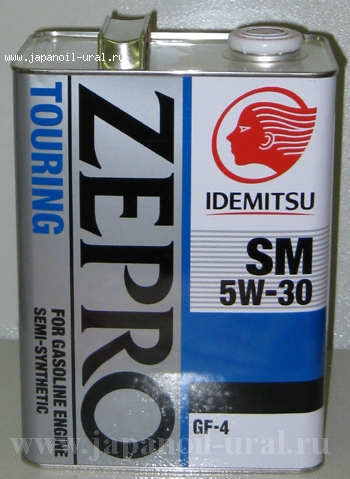 www.japanoil-ural.ru
IDEMITSU
SM
5W-30
GF-4
ZEPRO
TOURING
FOR GASOLINE ENGINE
SEMI-SYNTHETIC
www.japanoil-ural.ru